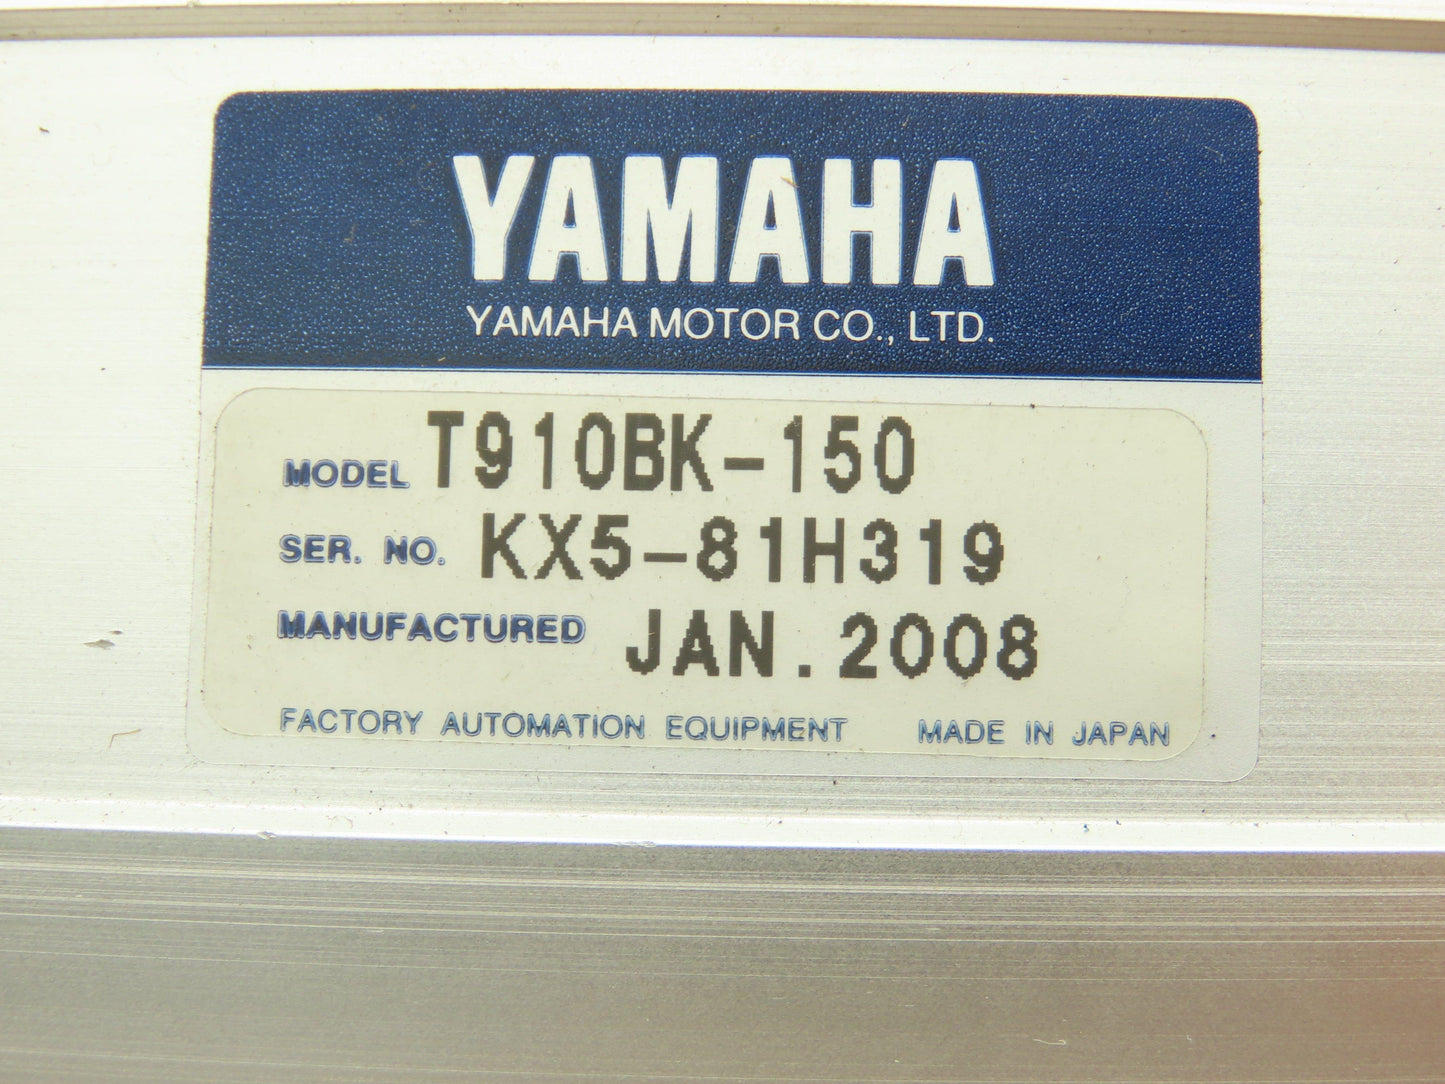 YAMAHA
YAMAHA MOTOR CO., LTD.
MODEL T910BK-150
SER. NO. KX5-81H319
MANUFACTURED JAN.2008
FACTORY AUTOMATION EQUIPMENT MADE IN JAPAN